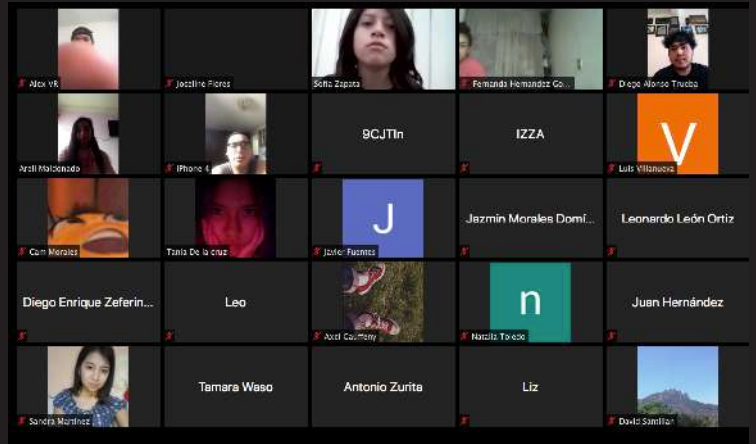 Alex VR
Joseline Flores
Sofia Zapata
Fernanda Hernandez Go...
Diego Alonso Trueba
Areli Maldonado
iPhone 4
9CJTln
IZZA
V
Luis Villanueva
Cam Morales
Tania De la cruz
J
Javier Fuentes
Jazmin Morales Domí...
Leonardo León Ortiz
Diego Enrique Zeferin...
Leo
Axel Cauffeny
n
Natalia Toledo
Juan Hernández
Sandra Martínez
Tamara Waso
Antonio Zurita
Liz
David Santillan